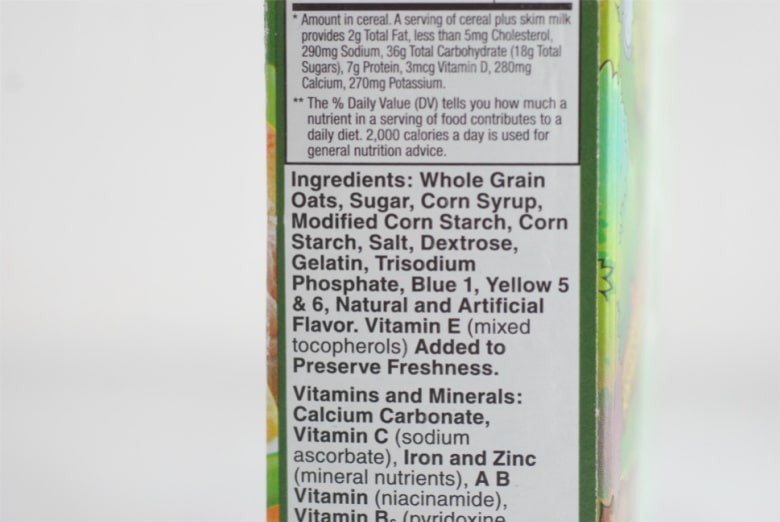 * Amount in cereal. A serving of cereal plus skim milk
provides 2g Total Fat, less than 5mg Cholesterol,
290mg Sodium, 36g Total Carbohydrate (18g Total
Sugars), 7g Protein, 3mcg Vitamin D, 280mg
Calcium, 270mg Potassium.
** The % Daily Value (DV) tells you how much a
nutrient in a serving of food contributes to a
daily diet. 2,000 calories a day is used for
general nutrition advice.
Ingredients: Whole Grain
Oats, Sugar, Corn Syrup,
Modified Corn Starch, Corn
Starch, Salt, Dextrose,
Gelatin, Trisodium
Phosphate, Blue 1, Yellow 5
& 6, Natural and Artificial
Flavor. Vitamin E (mixed
tocopherols) Added to
Preserve Freshness.
Vitamins and Minerals:
Calcium Carbonate,
Vitamin C (sodium
ascorbate), Iron and Zinc
(mineral nutrients), A B
Vitamin (niacinamide),
Vitamin B₆ (pyridoxine